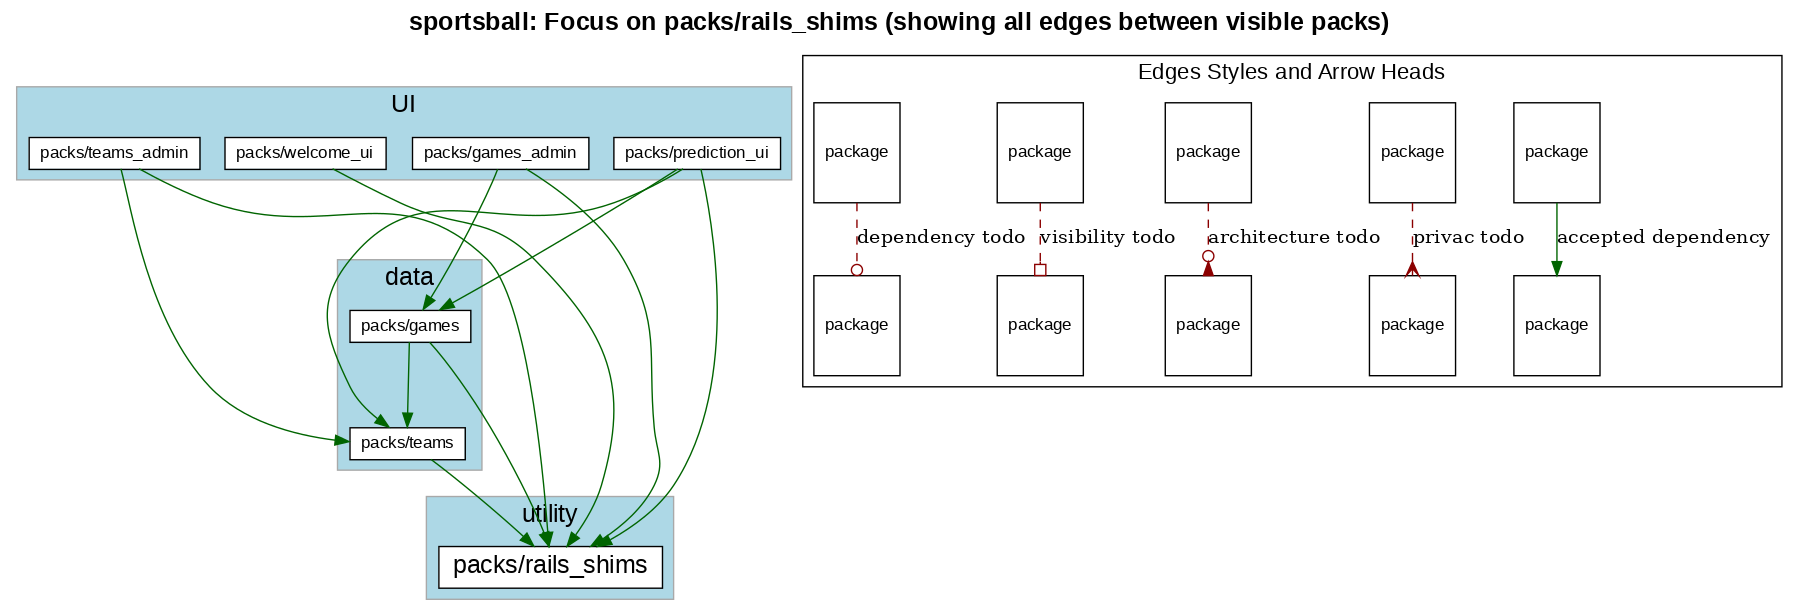 sportsball: Focus on packs/rails_shims (showing all edges between visible packs)
UI
packs/teams_admin
packs/welcome_ui
packs/games_admin
packs/prediction_ui
data
packs/games
packs/teams
utility
packs/rails_shims
Edges Styles and Arrow Heads
package
package
package
package
package
dependency todo
visibility todo
architecture todo
privac todo
accepted dependency
package
package
package
package
package